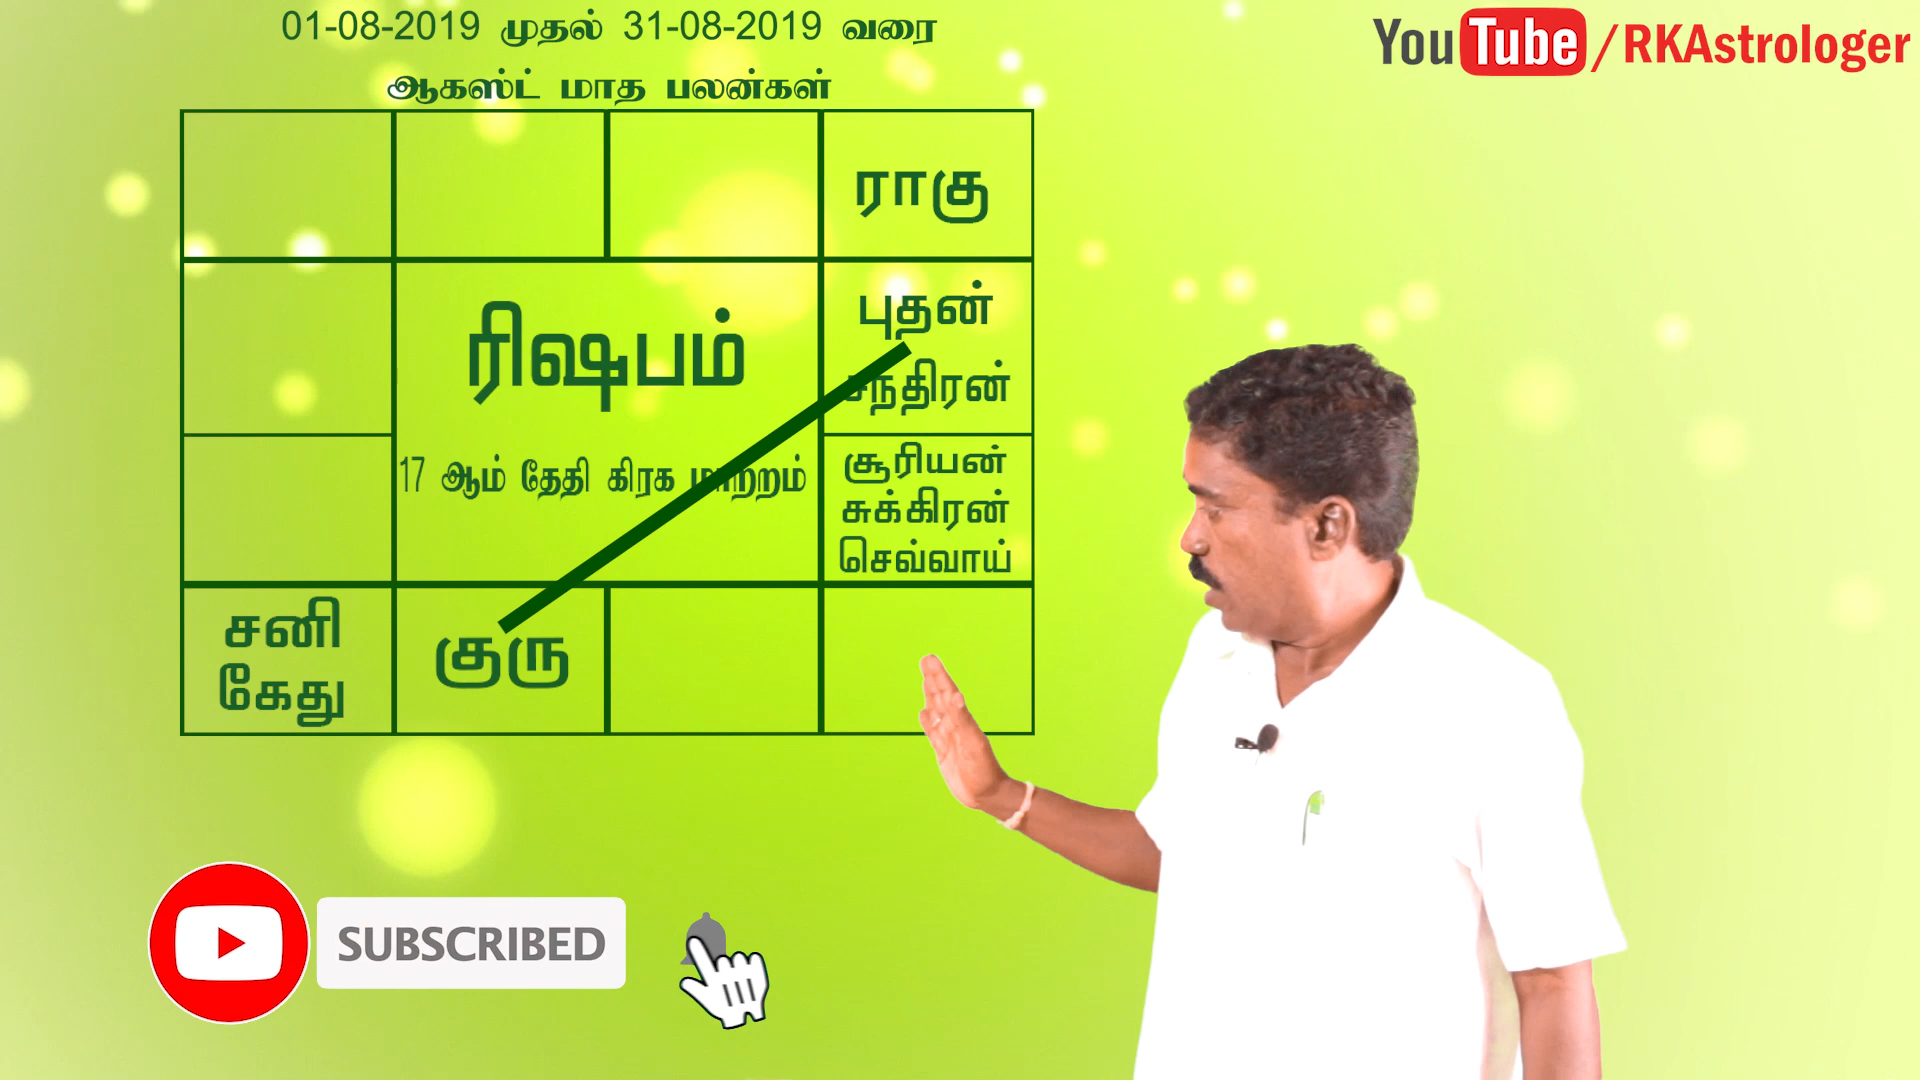 01-08-2019 முதல் 31-08-2019 வரை
ஆகஸ்ட் மாத பலன்கள்
YouTube/RKAstrologer
ராகு
ரிஷபம்
புதன்
சந்திரன்
17 ஆம் தேதி கிரக மாற்றம்
சூரியன்
சுக்கிரன்
செவ்வாய்
சனி
கேது
குரு
SUBSCRIBED